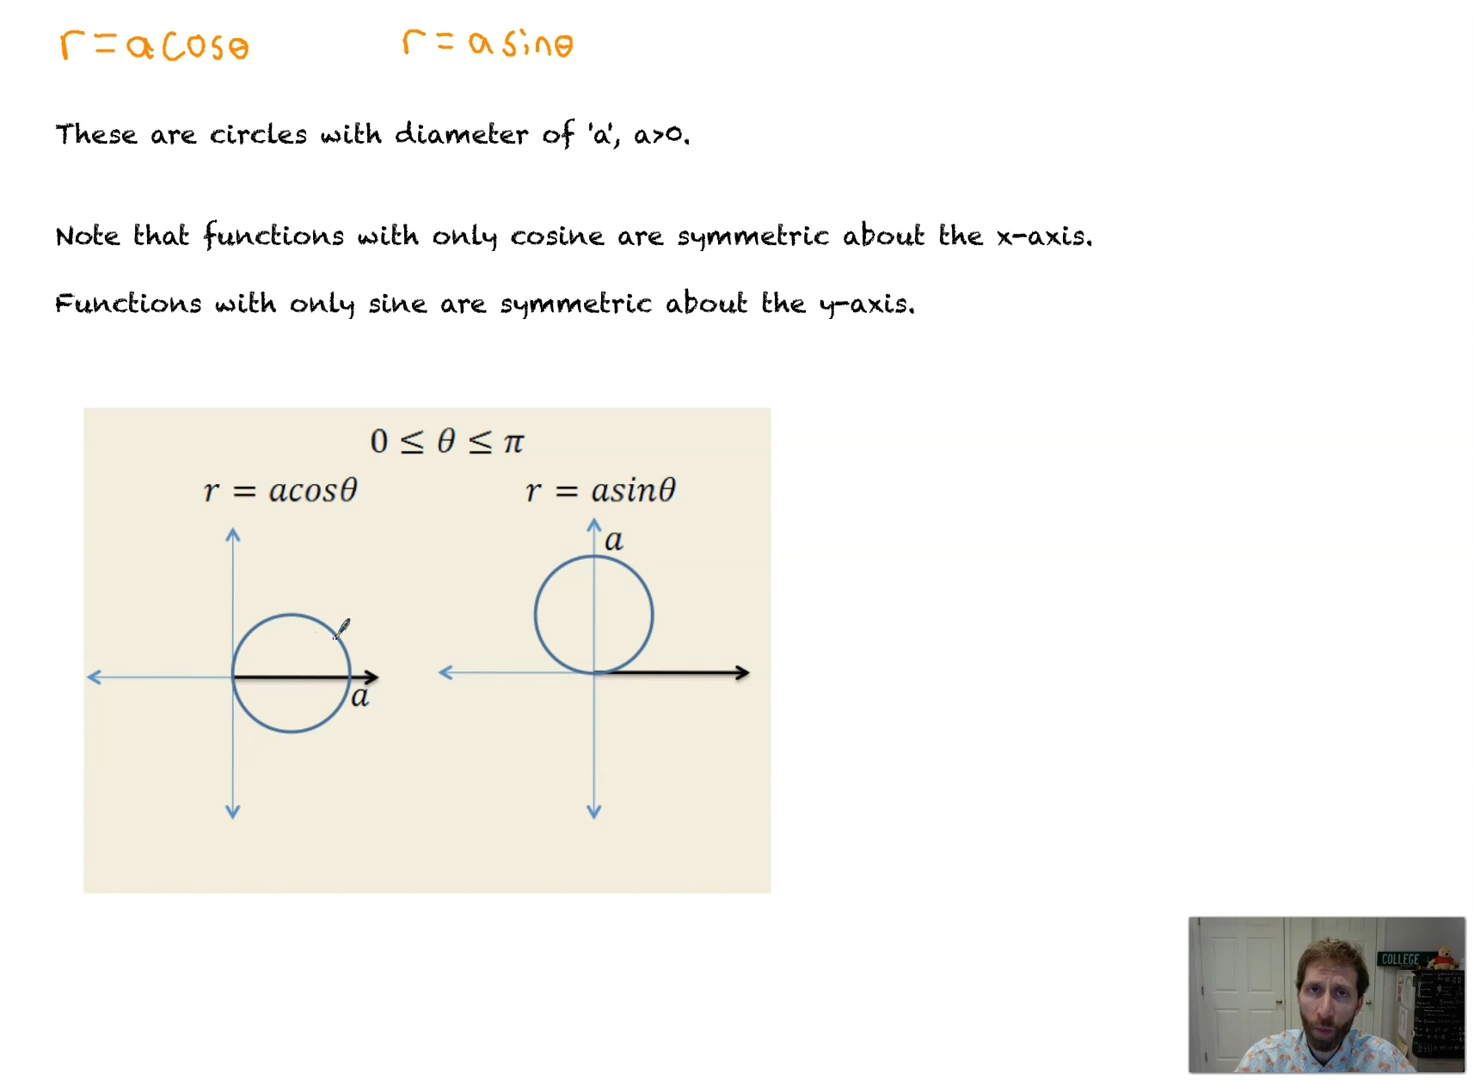 r = a cosθ r = a sinθ
These are circles with diameter of 'a', a>0.
Note that functions with only cosine are symmetric about the x-axis.
Functions with only sine are symmetric about the y-axis.
0 ≤ θ ≤ π
r = acosθ r = asinθ
a
a
COLLEGE